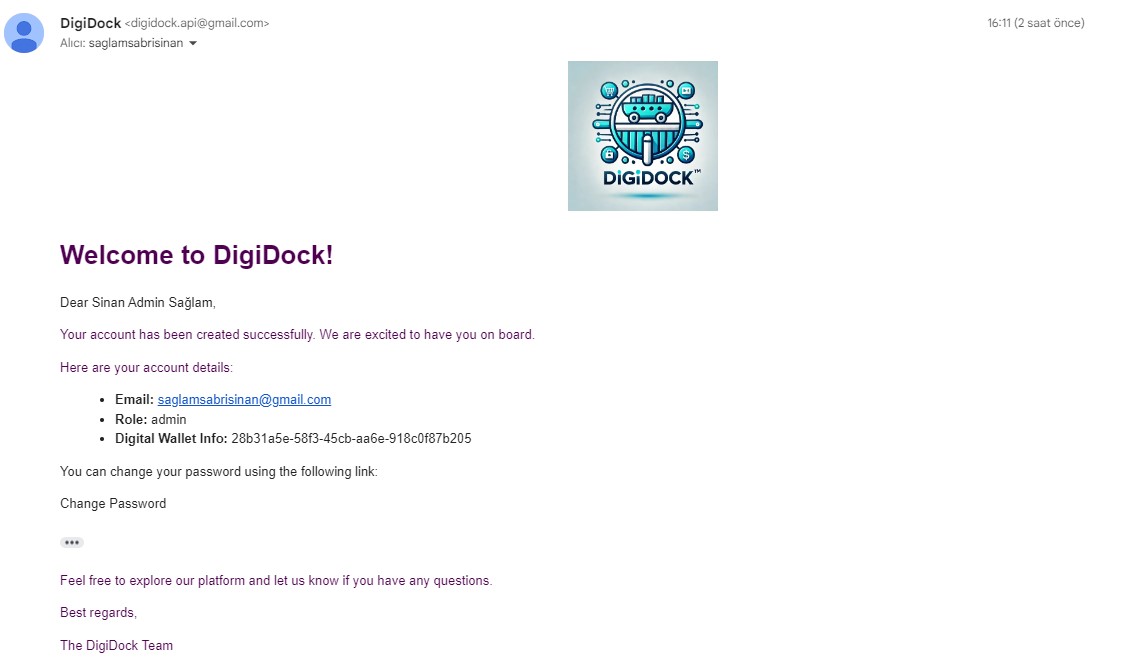 DigiDock <digidock.api@gmail.com>
16:11 (2 saat önce)
Alıcı: saglamsabrisinan
DiGiDOCK™
Welcome to DigiDock!
Dear Sinan Admin Sağlam,
Your account has been created successfully. We are excited to have you on board.
Here are your account details:
• Email: saglamsabrisinan@gmail.com
• Role: admin
• Digital Wallet Info: 28b31a5e-58f3-45cb-aa6e-918c0f87b205
You can change your password using the following link:
Change Password
•••
Feel free to explore our platform and let us know if you have any questions.
Best regards,
The DigiDock Team